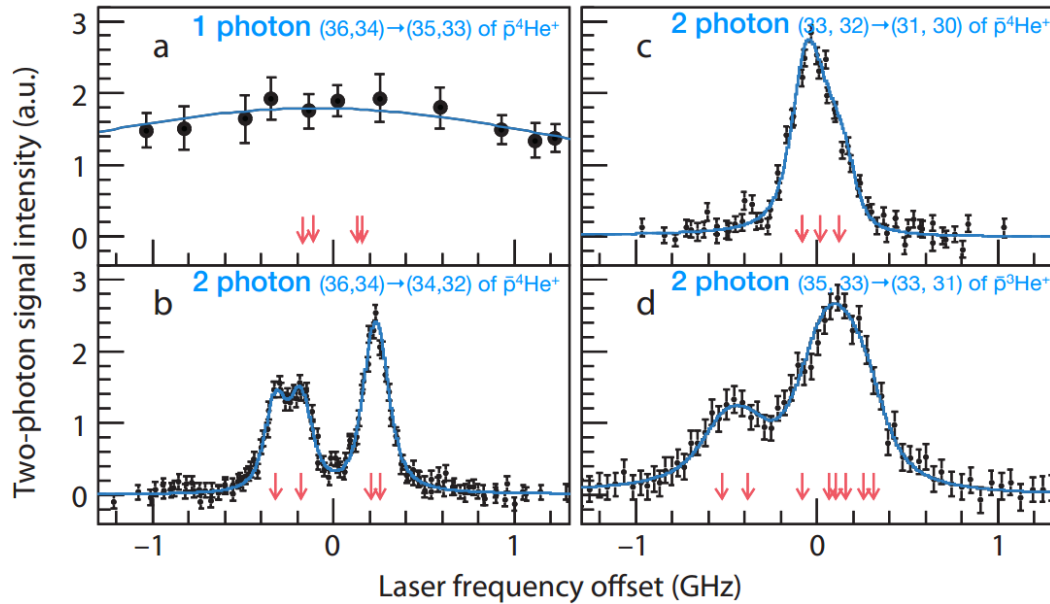 Two-photon signal intensity (a.u.)
a
1 photon (36,34)→(35,33) of p̄⁴He⁺
3
2
1
0
b
2 photon (36,34)→(34,32) of p̄⁴He⁺
3
2
1
0
−1
0
1
c
2 photon (33, 32)→(31, 30) of p̄⁴He⁺
d
2 photon (35, 33)→(33, 31) of p̄³He⁺
−1
0
1
Laser frequency offset (GHz)